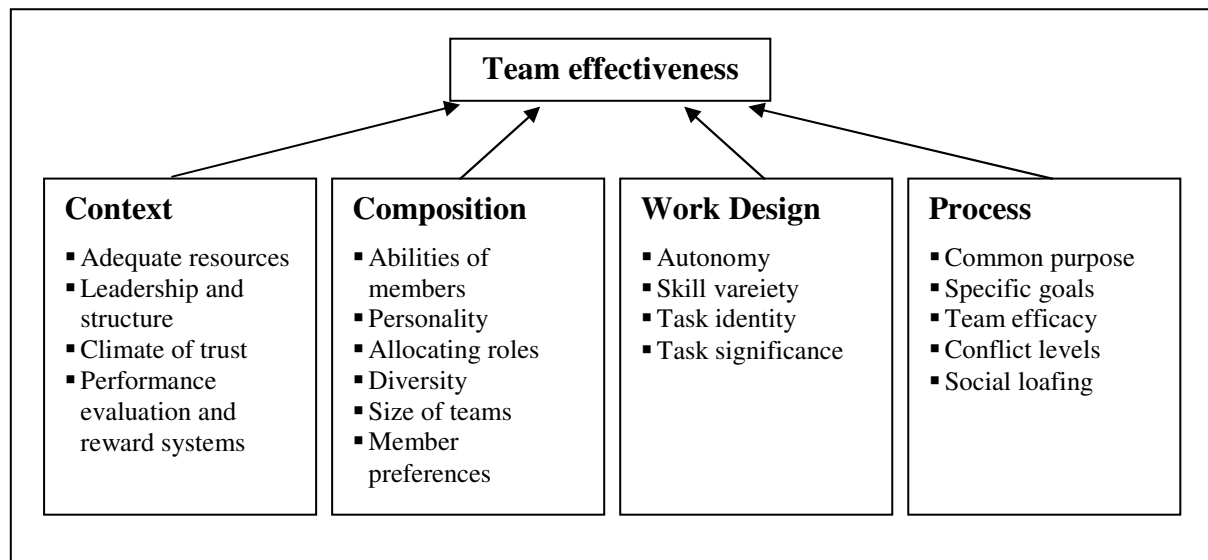 Team effectiveness
Context
▪ Adequate resources
▪ Leadership and
structure
▪ Climate of trust
▪ Performance
evaluation and
reward systems
Composition
▪ Abilities of
members
▪ Personality
▪ Allocating roles
▪ Diversity
▪ Size of teams
▪ Member
preferences
Work Design
▪ Autonomy
▪ Skill vareiety
▪ Task identity
▪ Task significance
Process
▪ Common purpose
▪ Specific goals
▪ Team efficacy
▪ Conflict levels
▪ Social loafing